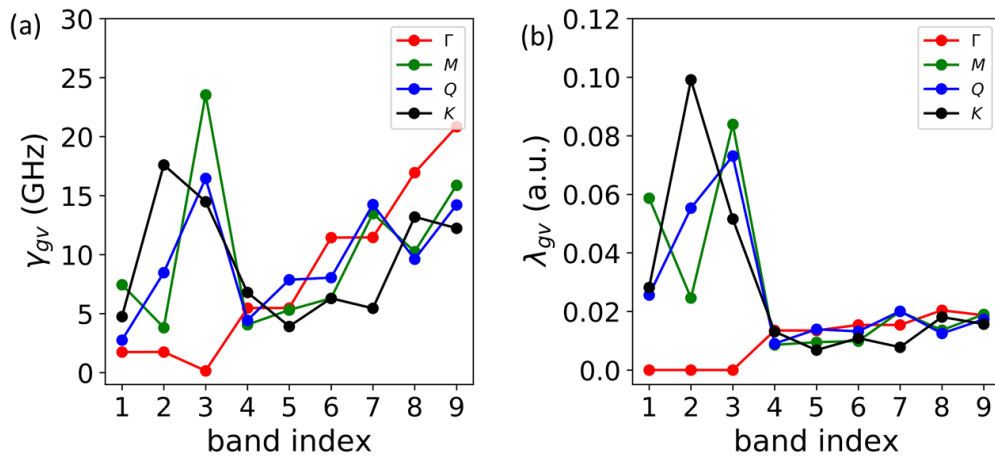 (a)
30
25
20
15
10
5
0
γgv (GHz)
1 2 3 4 5 6 7 8 9
band index
Γ
M
Q
K
(b)
0.12
0.10
0.08
0.06
0.04
0.02
0.0
λgv (a.u.)
1 2 3 4 5 6 7 8 9
band index
Γ
M
Q
K